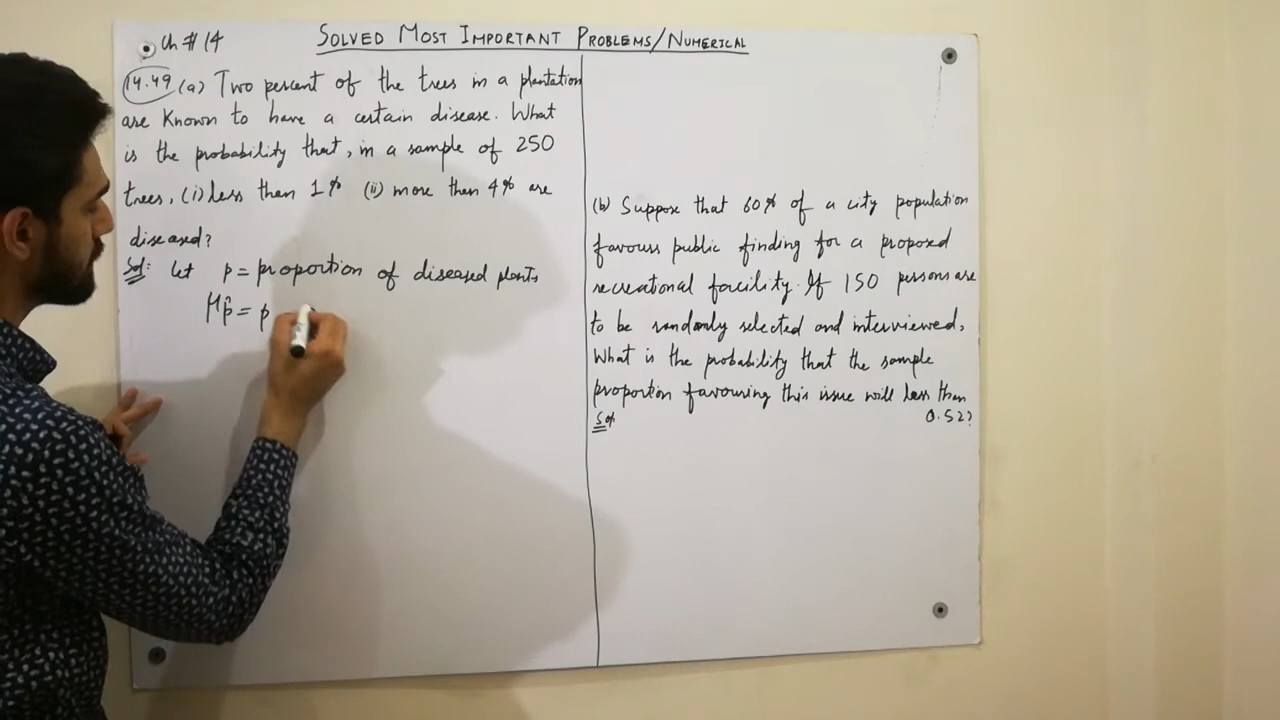 Ch # 14
SOLVED MOST IMPORTANT PROBLEMS/NUMERICAL
14.49 (a) Two percent of the trees in a plantation
are known to have a certain disease. What
is the probability that, in a sample of 250
trees, (i) less than 1% (ii) more than 4% are
diseased?
Sol: Let p = proportion of diseased plants
μp̂ = p
(b) Suppose that 60% of a city population
favours public finding for a proposed
recreational facility. If 150 persons are
to be randomly selected and interviewed,
What is the probability that the sample
proportion favouring this issue will less than
0.52?
Sol